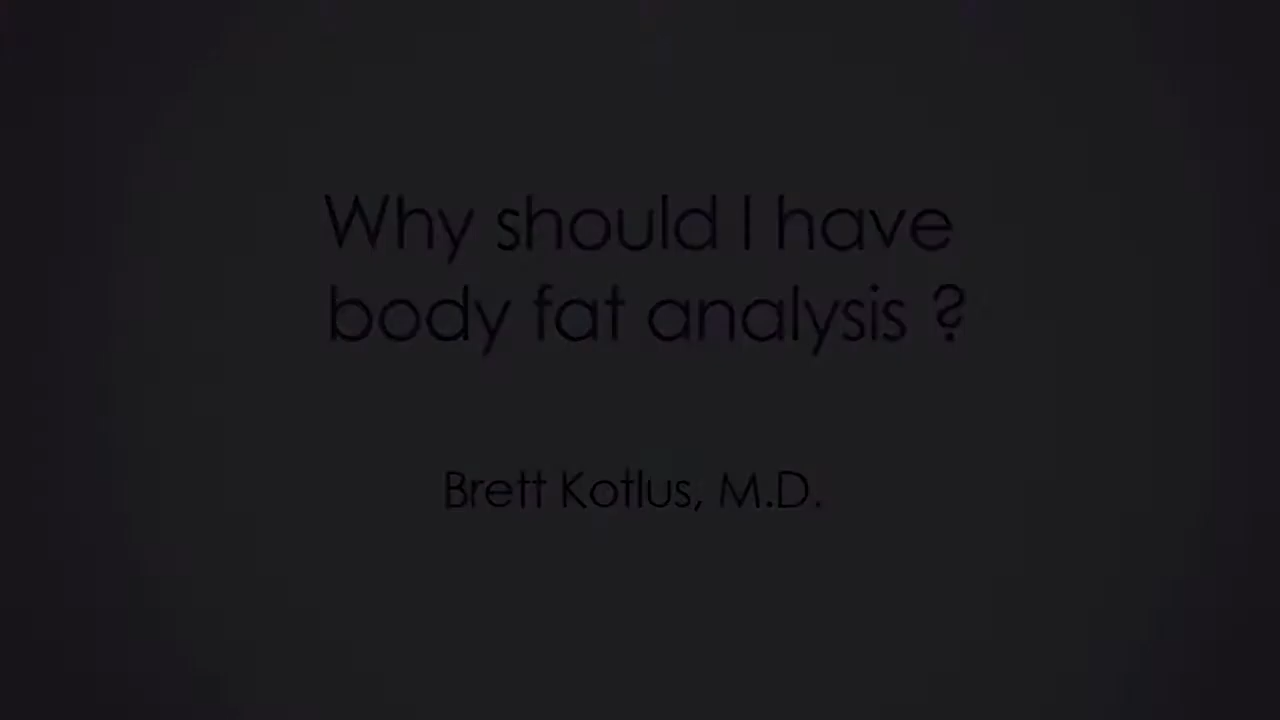 Why should I have
body fat analysis ?
Brett Kotlus, M.D.